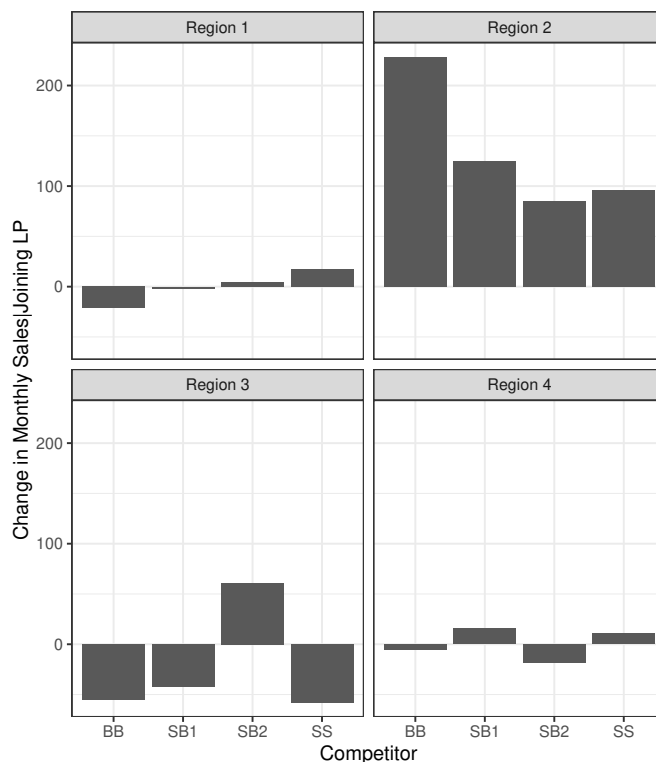 Region 1
Region 2
200
100
0
Region 3
Region 4
200
100
0
BB SB1 SB2 SS
BB SB1 SB2 SS
Competitor
Change in Monthly Sales|Joining LP